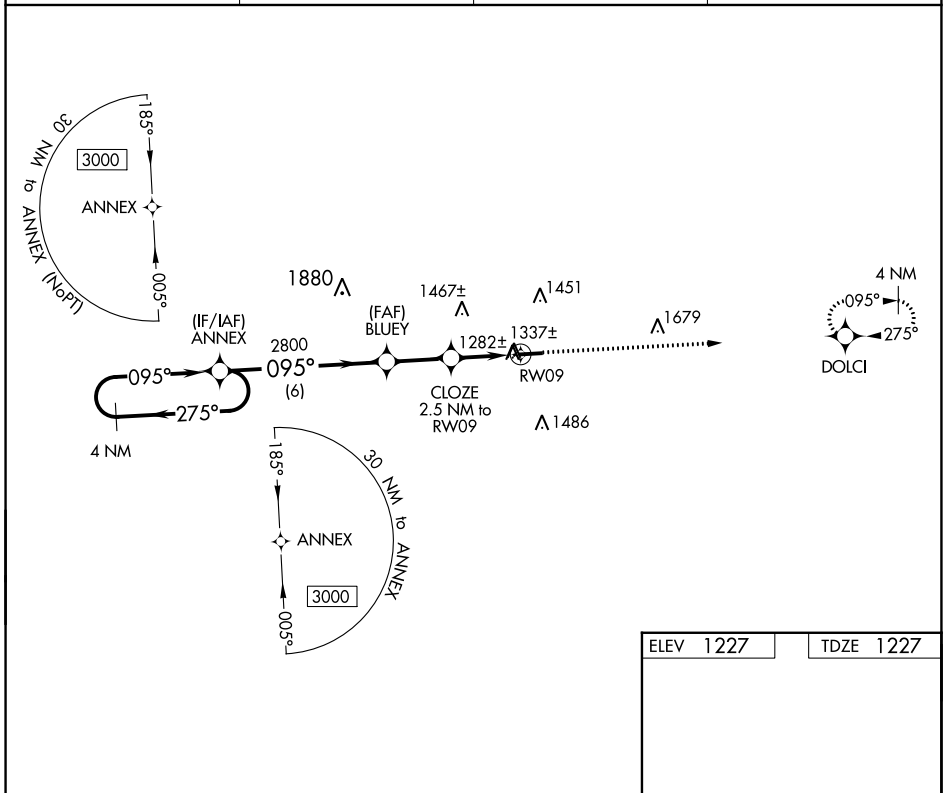 185°
30 NM to ANNEX (NoPT)
3000
ANNEX
005°
1880
1467±
1451
4 NM
(IF/IAF)
ANNEX
(FAF)
BLUEY
1282±
1337±
1679
095°
275°
DOLCI
2800
095°
(6)
095°
275°
4 NM
CLOZE
2.5 NM to
RW09
RW09
1486
185°
30 NM to ANNEX
ANNEX
3000
005°
ELEV 1227
TDZE 1227